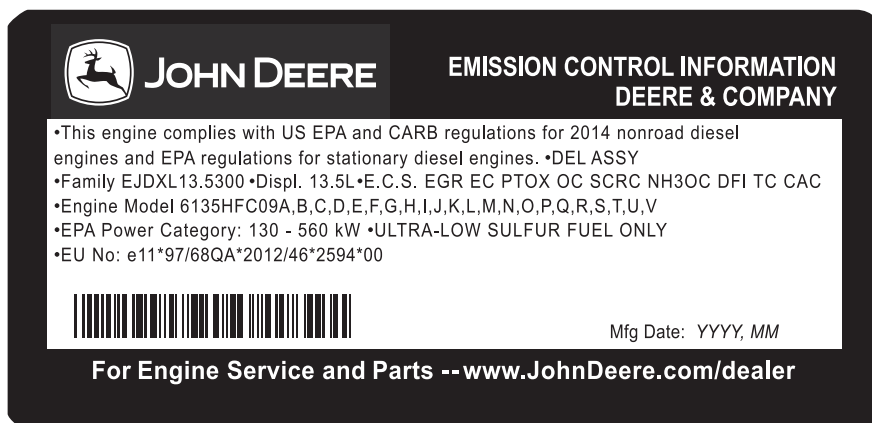 JOHN DEERE
EMISSION CONTROL INFORMATION
DEERE & COMPANY
•This engine complies with US EPA and CARB regulations for 2014 nonroad diesel
engines and EPA regulations for stationary diesel engines. •DEL ASSY
•Family EJDXL13.5300 •Displ. 13.5L•E.C.S. EGR EC PTOX OC SCRC NH3OC DFI TC CAC
•Engine Model 6135HFC09A,B,C,D,E,F,G,H,I,J,K,L,M,N,O,P,Q,R,S,T,U,V
•EPA Power Category: 130 - 560 kW •ULTRA-LOW SULFUR FUEL ONLY
•EU No: e11*97/68QA*2012/46*2594*00
Mfg Date: YYYY, MM
For Engine Service and Parts --www.JohnDeere.com/dealer